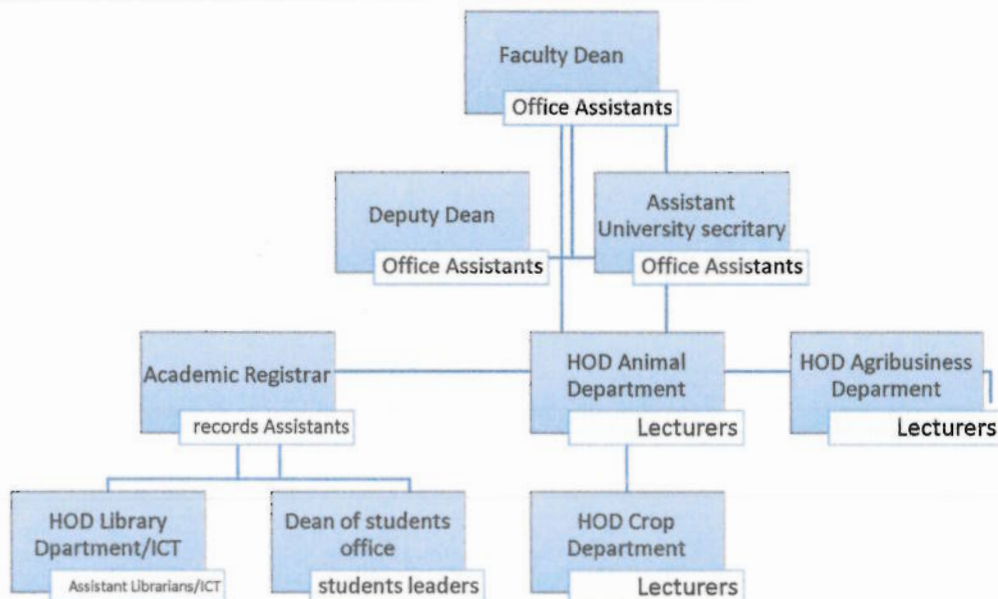 Faculty Dean
Office Assistants
Deputy Dean
Office Assistants
Assistant
University secritary
Office Assistants
Academic Registrar
records Assistants
HOD Animal
Department
Lecturers
HOD Agribusiness
Deparment
Lecturers
HOD Library
Dpartment/ICT
Assistant Librarians/ICT
Dean of students
office
students leaders
HOD Crop
Department
Lecturers